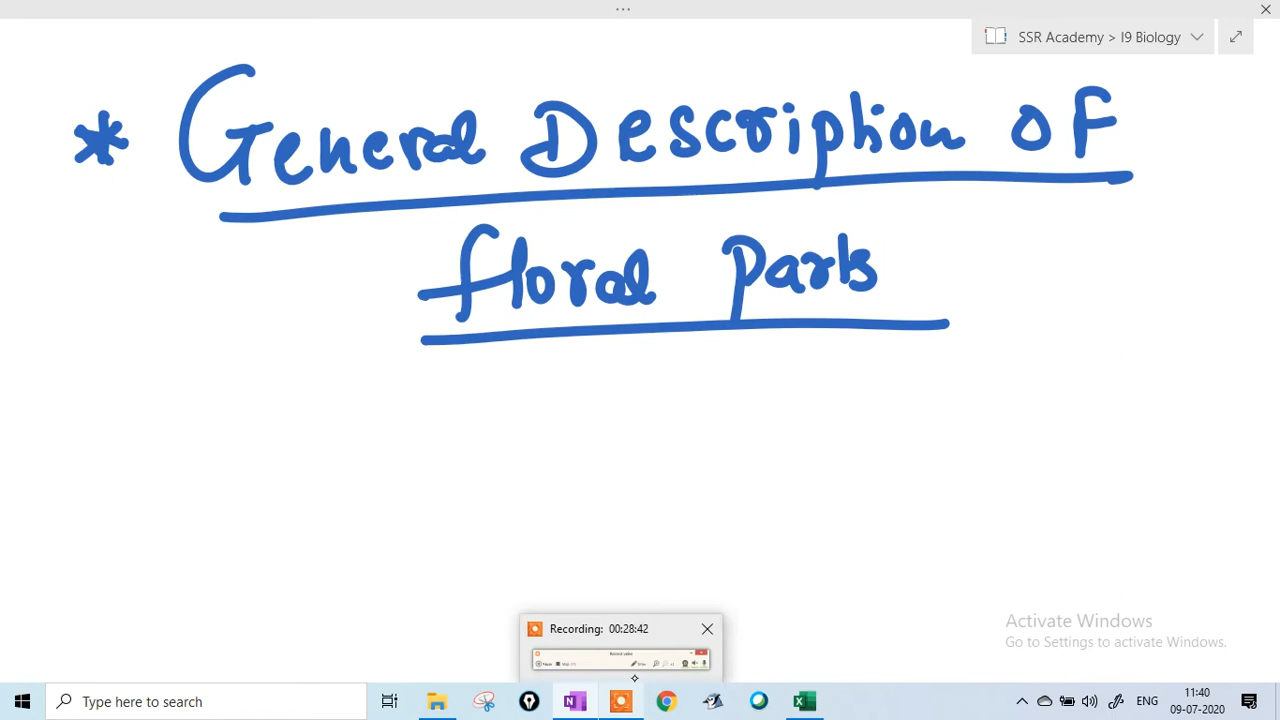 SSR Academy > I9 Biology
* General Description of
floral parts
Recording: 00:28:42
Activate Windows
Go to Settings to activate Windows.
Type here to search
ENG
11:40
09-07-2020